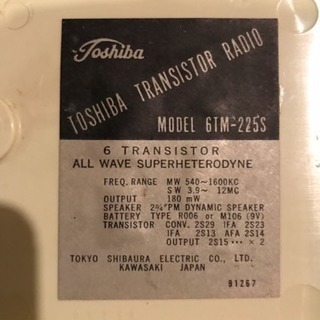 Toshiba
TOSHIBA TRANSISTOR RADIO
MODEL 6TM-225S
6 TRANSISTOR
ALL WAVE SUPERHETERODYNE
FREQ. RANGE MW 540~1600KC
SW 3.9~ 12MC
OUTPUT 180 mW
SPEAKER 2¾"PM DYNAMIC SPEAKER
BATTERY TYPE R006 or M106 (9V)
TRANSISTOR CONV. 2S29 IFA 2S23
IFA 2S13 AFA 2S14
OUTPUT 2S15 ··· × 2
TOKYO SHIBAURA ELECTRIC CO., LTD.
KAWASAKI JAPAN
81267